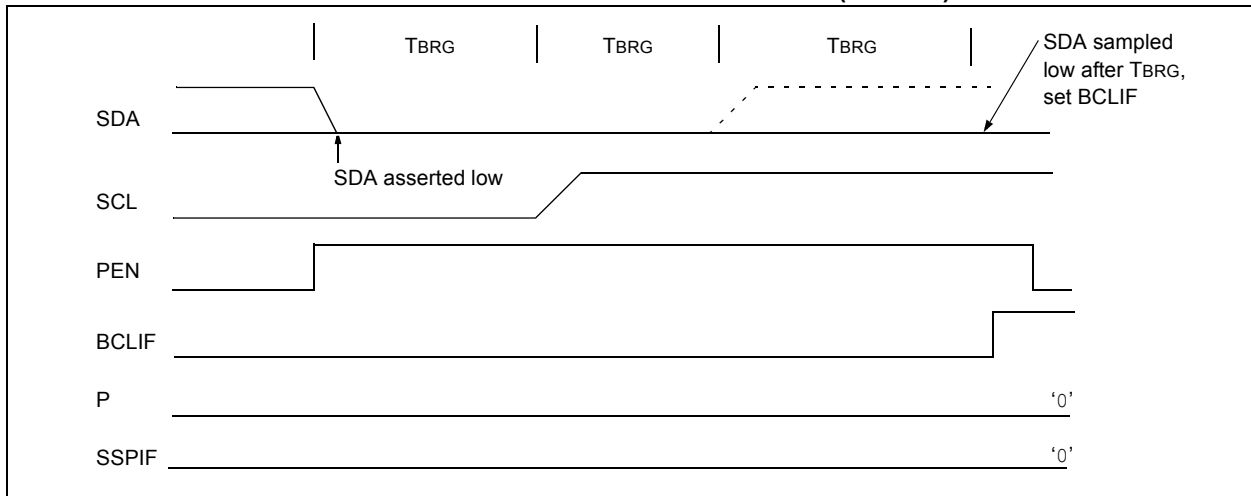 TBRG TBRG TBRG
SDA sampled
low after TBRG,
set BCLIF
SDA
SDA asserted low
SCL
PEN
BCLIF
P ‘0’
SSPIF ‘0’